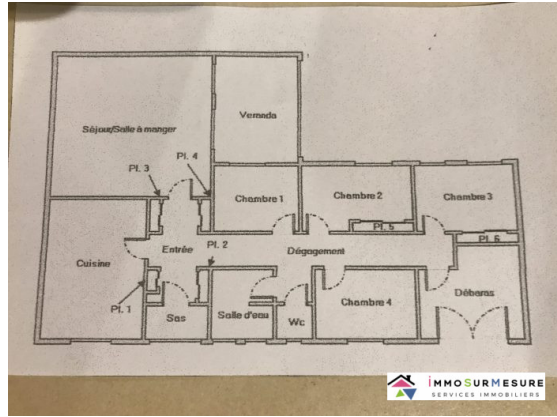 Séjour/Salle à manger
Veranda
Pl. 3
Pl. 4
Chambre 1
Chambre 2
Chambre 3
Pl. 5
Pl. 6
Cuisine
Entrée
Pl. 2
Dégagement
Pl. 1
Sas
Salle d'eau
Wc
Chambre 4
Débaras
IMMOSURMESURE
SERVICES IMMOBILIERS